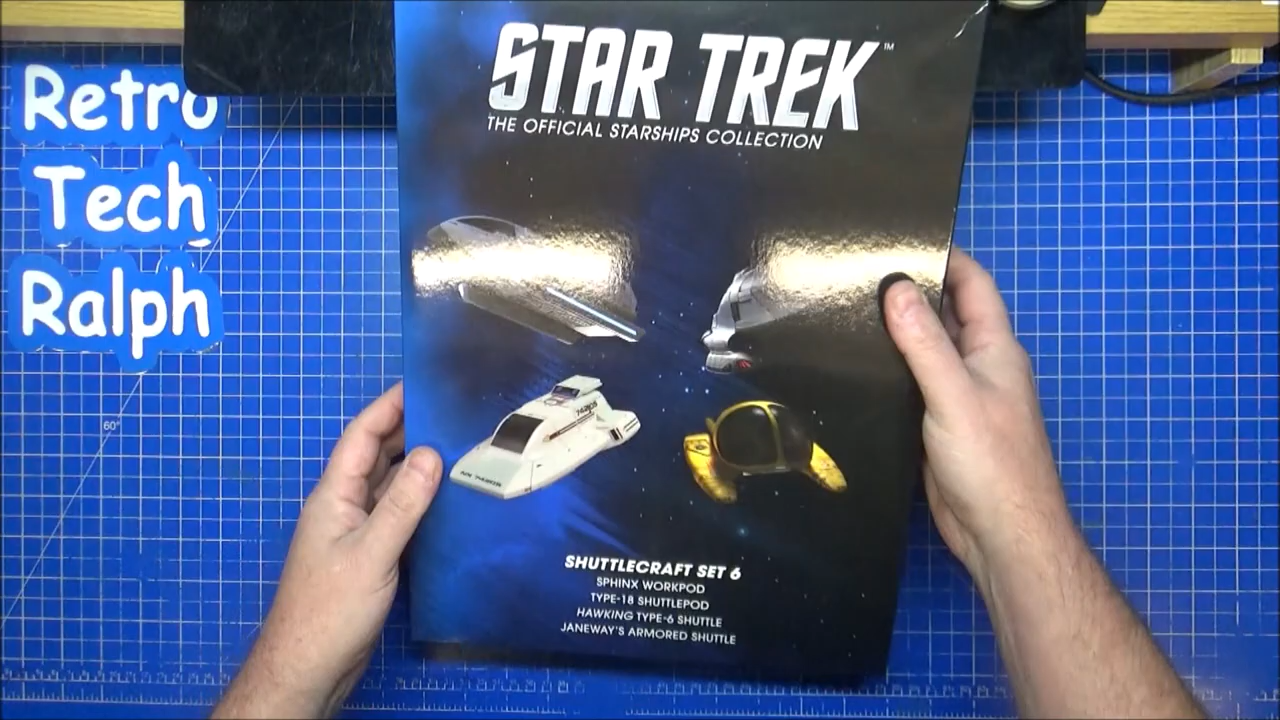 Retro
Tech
Ralph
STAR TREK™
THE OFFICIAL STARSHIPS COLLECTION
SHUTTLECRAFT SET 6
SPHINX WORKPOD
TYPE-18 SHUTTLEPOD
HAWKING TYPE-6 SHUTTLE
JANEWAY'S ARMORED SHUTTLE
60°